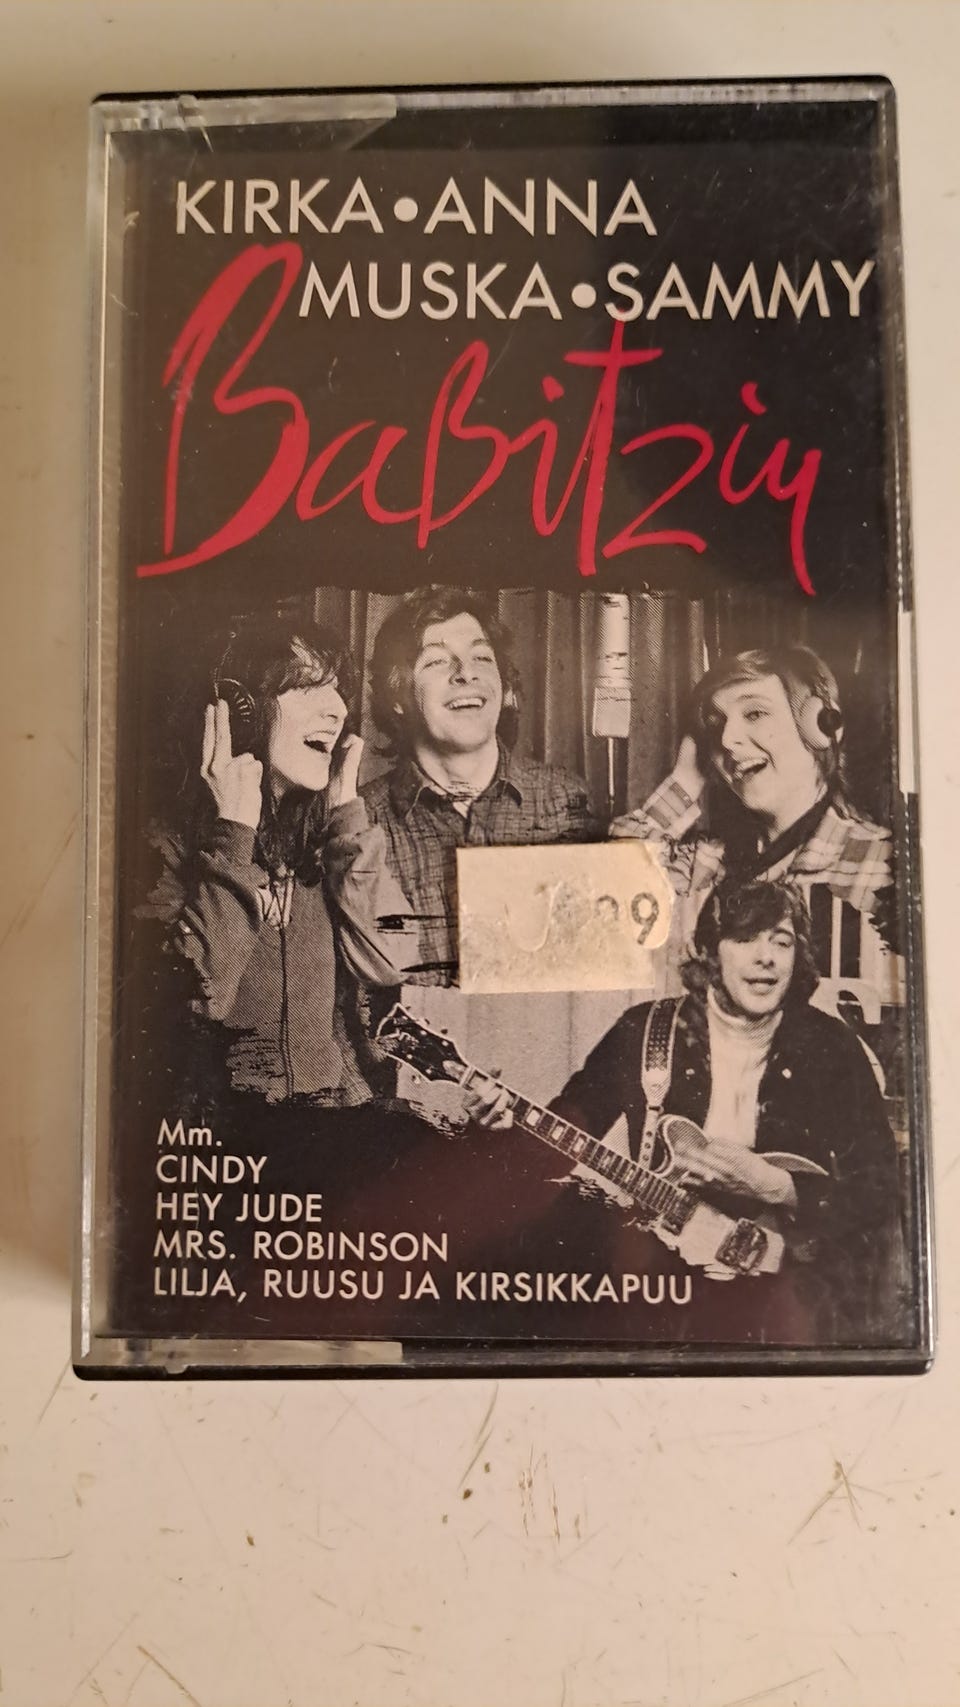 KIRKA•ANNA
MUSKA•SAMMY
Babitzin
Mm.
CINDY
HEY JUDE
MRS. ROBINSON
LILJA, RUUSU JA KIRSIKKAPUU